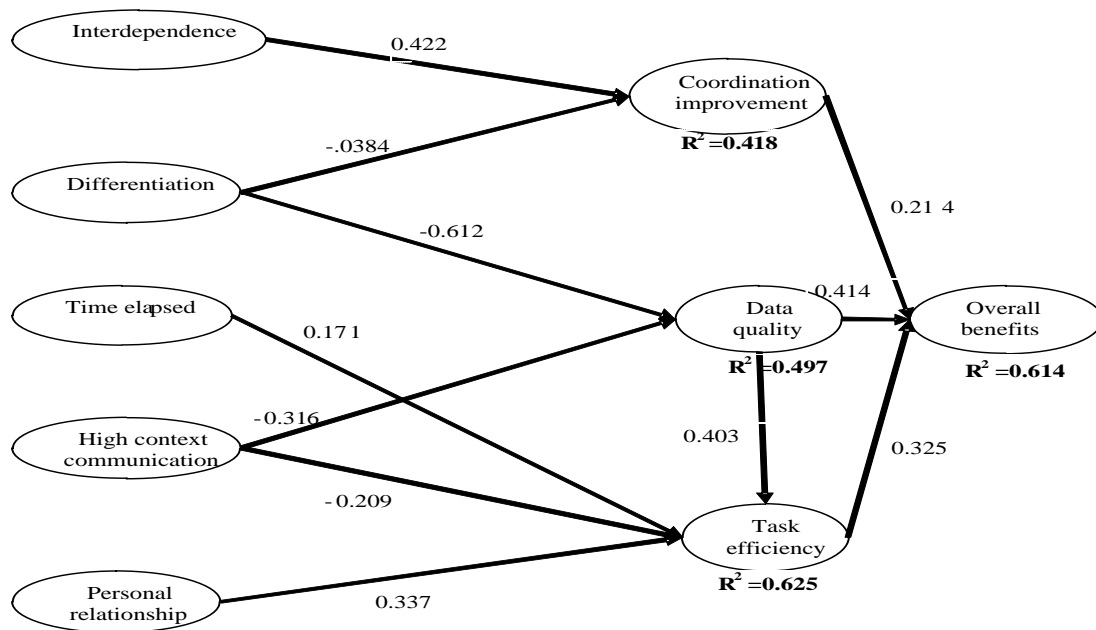 Interdependence
0.422
Coordination
improvement
R² =0.418
-.0384
Differentiation
0.21 4
-0.612
Time elapsed
0.171
Data
quality
R² =0.497
0.414
Overall
benefits
R² =0.614
-0.316
High context
communication
0.403
0.325
-0.209
Task
efficiency
R² =0.625
Personal
relationship
0.337